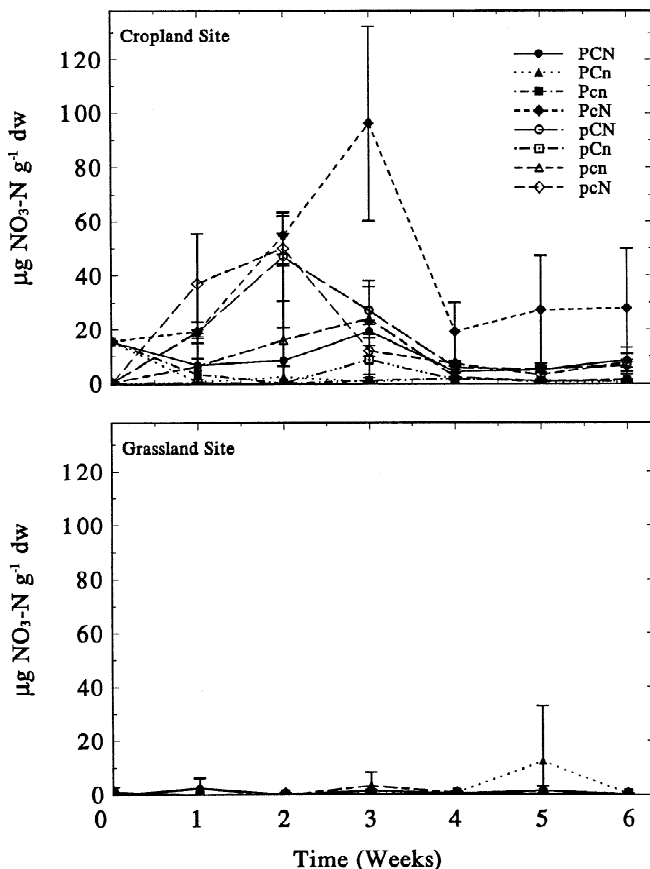 Cropland Site
PCN
PCn
Pcn
PcN
pCN
pCn
pcn
pcN
120
100
80
60
40
20
0
µg NO₃-N g⁻¹ dw
Grassland Site
120
100
80
60
40
20
0
µg NO₃-N g⁻¹ dw
0 1 2 3 4 5 6
Time (Weeks)